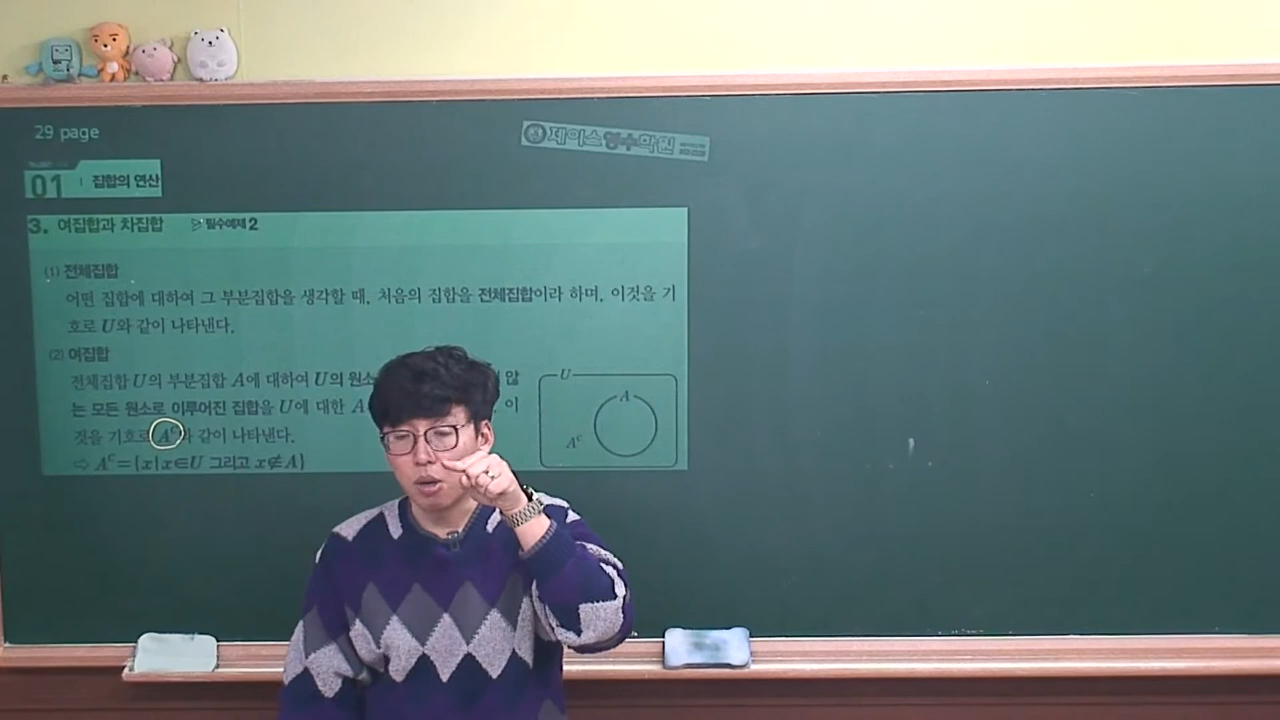 29 page
제이스영수학원
01 집합의 연산
3. 여집합과 차집합 필수예제 2
(1) 전체집합
어떤 집합에 대하여 그 부분집합을 생각할 때, 처음의 집합을 전체집합이라 하며, 이것을 기
호로 U와 같이 나타낸다.
(2) 여집합
전체집합 U의 부분집합 A에 대하여 U의 원소 않
는 모든 원소로 이루어진 집합을 U에 대한 A 이
것을 기호로 Aᶜ와 같이 나타낸다.
⇨ Aᶜ={x|x∈U 그리고 x∉A}
U
A
Aᶜ